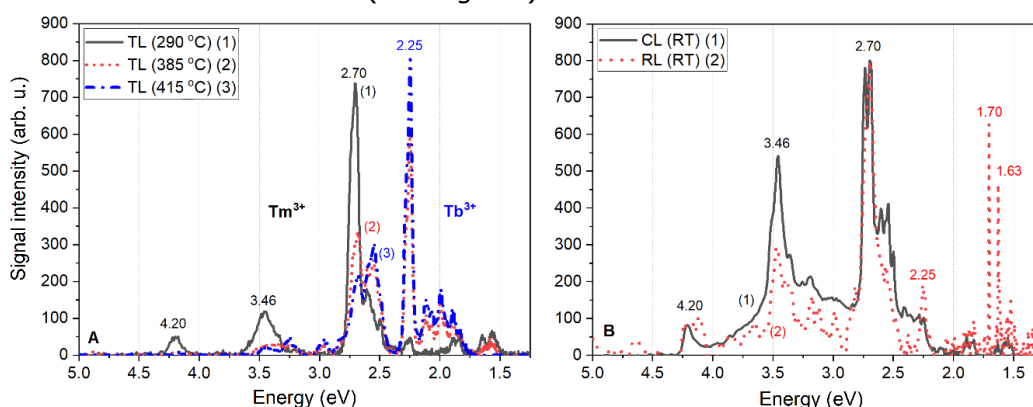 900
800
700
600
500
400
300
200
100
0
Signal intensity (arb. u.)
TL (290 °C) (1)
TL (385 °C) (2)
TL (415 °C) (3)
2.25
2.70
(1)
Tm3+
Tb3+
(2)
(3)
3.46
4.20
A
5.0 4.5 4.0 3.5 3.0 2.5 2.0 1.5
Energy (eV)
900
800
700
600
500
400
300
200
100
0
CL (RT) (1)
RL (RT) (2)
2.70
3.46
1.70
1.63
2.25
4.20
(1)
(2)
B
5.0 4.5 4.0 3.5 3.0 2.5 2.0 1.5
Energy (eV)